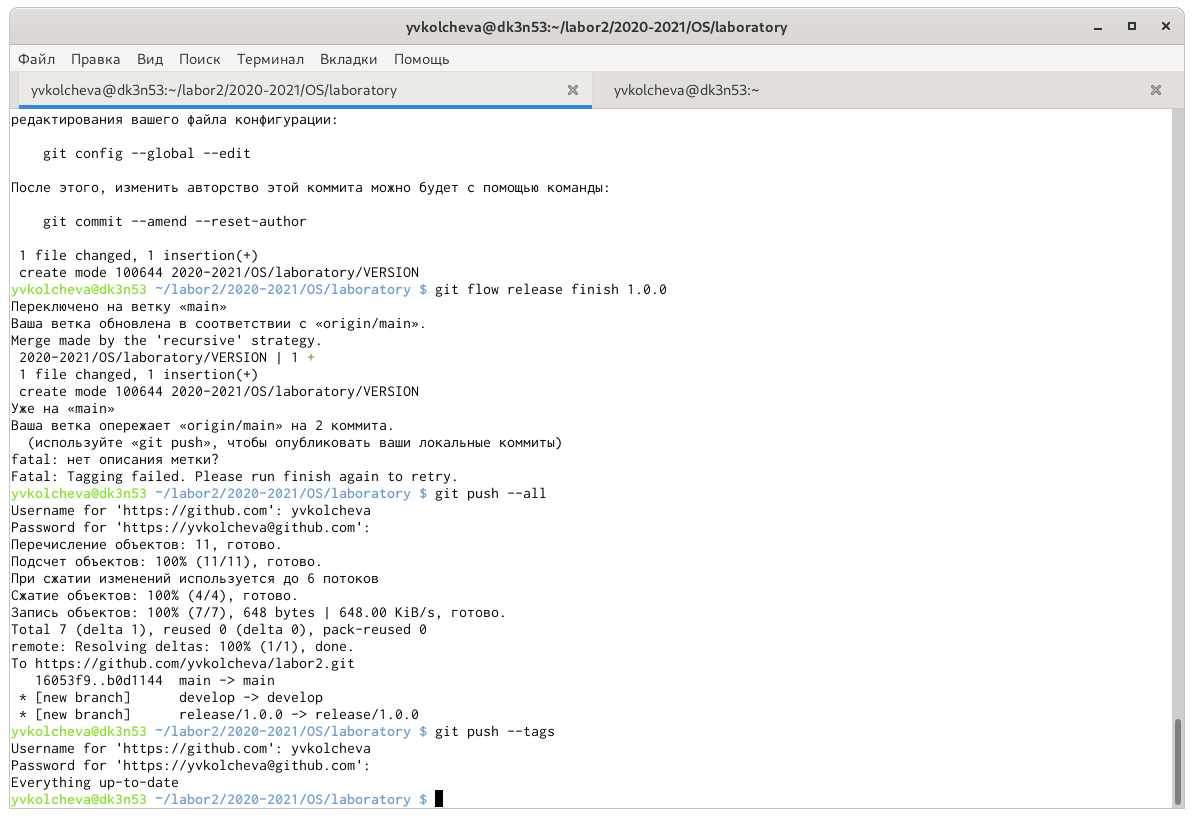 yvkolcheva@dk3n53:~/labor2/2020-2021/OS/laboratory
Файл Правка Вид Поиск Терминал Вкладки Помощь
yvkolcheva@dk3n53:~/labor2/2020-2021/OS/laboratory yvkolcheva@dk3n53:~
редактирования вашего файла конфигурации:
git config --global --edit
После этого, изменить авторство этой коммита можно будет с помощью команды:
git commit --amend --reset-author
1 file changed, 1 insertion(+)
create mode 100644 2020-2021/OS/laboratory/VERSION
yvkolcheva@dk3n53 ~/labor2/2020-2021/OS/laboratory $ git flow release finish 1.0.0
Переключено на ветку «main»
Ваша ветка обновлена в соответствии с «origin/main».
Merge made by the 'recursive' strategy.
2020-2021/OS/laboratory/VERSION | 1 +
1 file changed, 1 insertion(+)
create mode 100644 2020-2021/OS/laboratory/VERSION
Уже на «main»
Ваша ветка опережает «origin/main» на 2 коммита.
(используйте «git push», чтобы опубликовать ваши локальные коммиты)
fatal: нет описания метки?
Fatal: Tagging failed. Please run finish again to retry.
yvkolcheva@dk3n53 ~/labor2/2020-2021/OS/laboratory $ git push --all
Username for 'https://github.com': yvkolcheva
Password for 'https://yvkolcheva@github.com':
Перечисление объектов: 11, готово.
Подсчет объектов: 100% (11/11), готово.
При сжатии изменений используется до 6 потоков
Сжатие объектов: 100% (4/4), готово.
Запись объектов: 100% (7/7), 648 bytes | 648.00 KiB/s, готово.
Total 7 (delta 1), reused 0 (delta 0), pack-reused 0
remote: Resolving deltas: 100% (1/1), done.
To https://github.com/yvkolcheva/labor2.git
16053f9..b0d1144 main -> main
* [new branch] develop -> develop
* [new branch] release/1.0.0 -> release/1.0.0
yvkolcheva@dk3n53 ~/labor2/2020-2021/OS/laboratory $ git push --tags
Username for 'https://github.com': yvkolcheva
Password for 'https://yvkolcheva@github.com':
Everything up-to-date
yvkolcheva@dk3n53 ~/labor2/2020-2021/OS/laboratory $